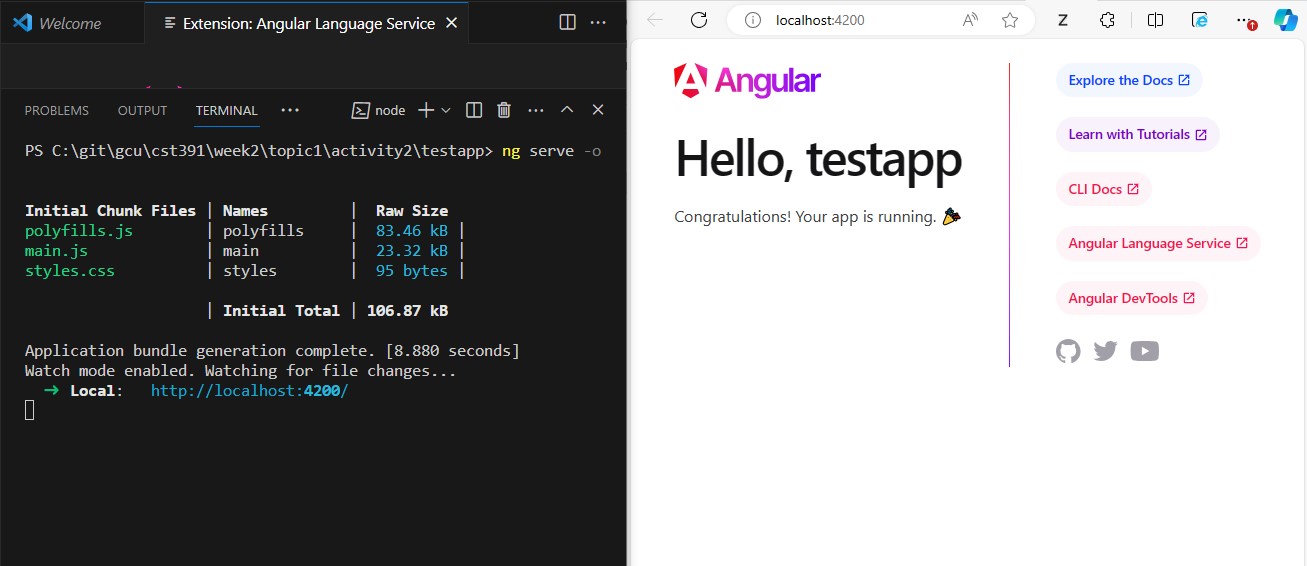 Welcome
Extension: Angular Language Service
PROBLEMS OUTPUT TERMINAL node
PS C:\git\gcu\cst391\week2\topic1\activity2\testapp> ng serve -o
Initial Chunk Files | Names | Raw Size
polyfills.js | polyfills | 83.46 kB |
main.js | main | 23.32 kB |
styles.css | styles | 95 bytes |
| Initial Total | 106.87 kB
Application bundle generation complete. [8.880 seconds]
Watch mode enabled. Watching for file changes...
➜ Local: http://localhost:4200/
localhost:4200
Z
Angular
Hello, testapp
Congratulations! Your app is running. 🎉
Explore the Docs
Learn with Tutorials
CLI Docs
Angular Language Service
Angular DevTools